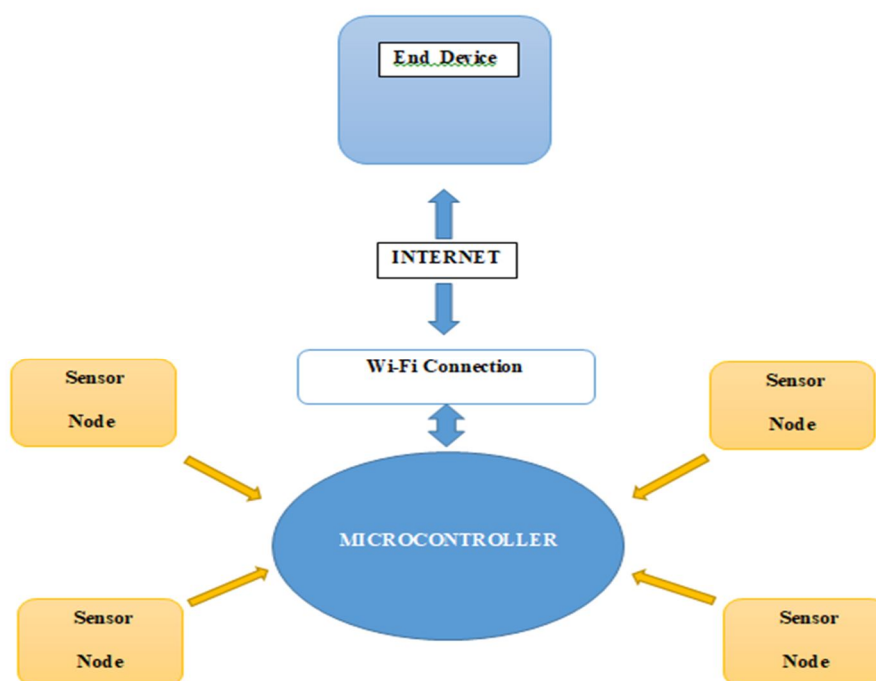 End Device
INTERNET
Wi-Fi Connection
Sensor
Node
Sensor
Node
MICROCONTROLLER
Sensor
Node
Sensor
Node